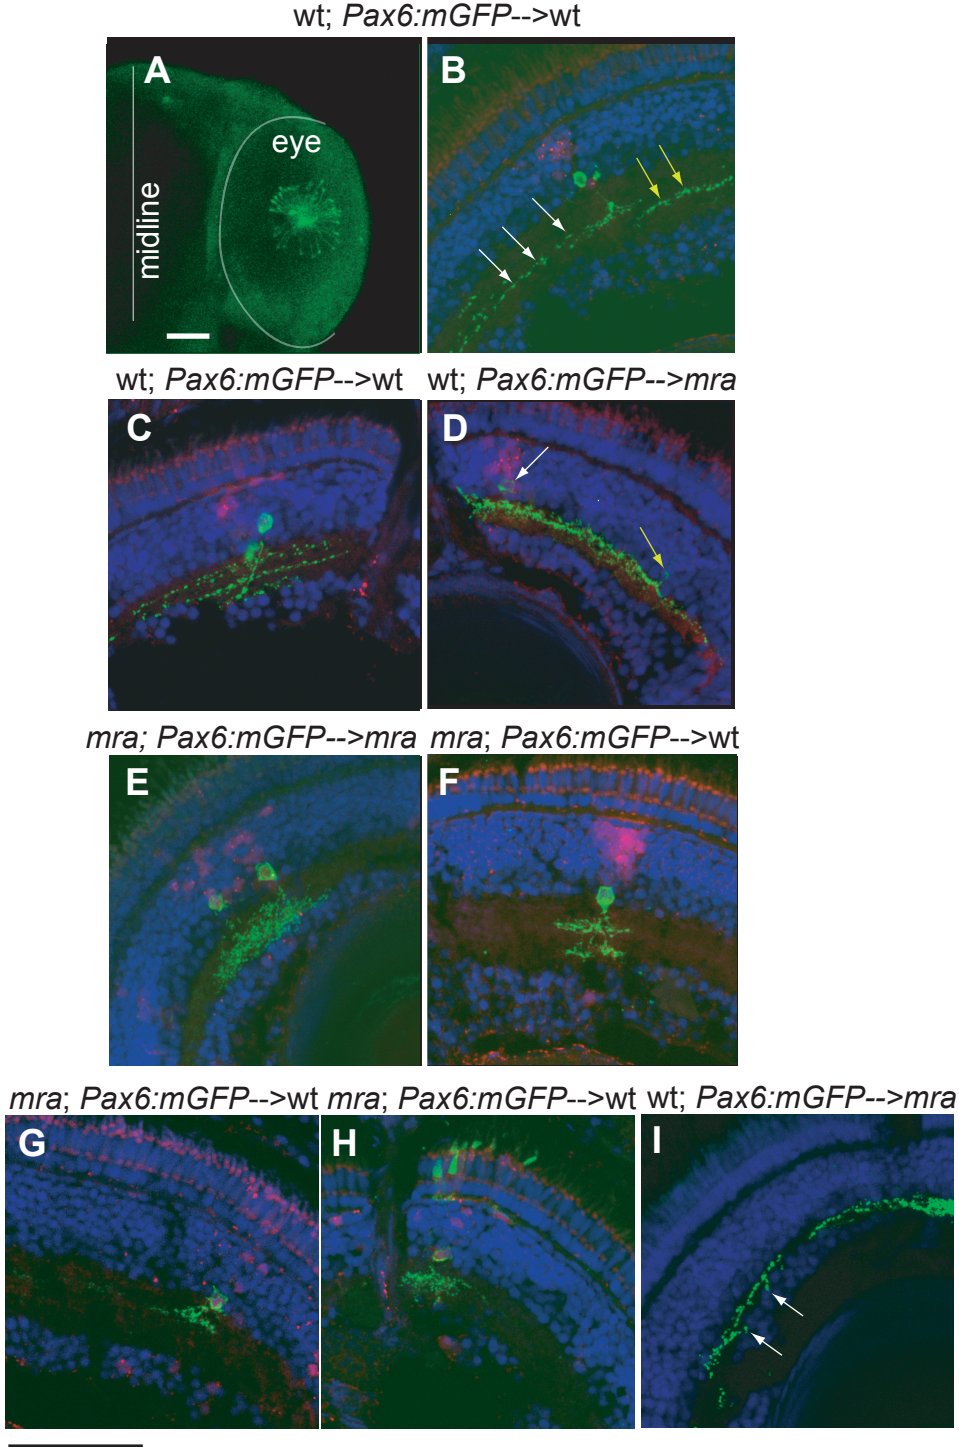 wt; Pax6:mGFP-->wt
A
B
eye
midline
wt; Pax6:mGFP-->wt
wt; Pax6:mGFP-->mra
C
D
mra; Pax6:mGFP-->mra
mra; Pax6:mGFP-->wt
E
F
mra; Pax6:mGFP-->wt
mra; Pax6:mGFP-->wt
wt; Pax6:mGFP-->mra
G
H
I